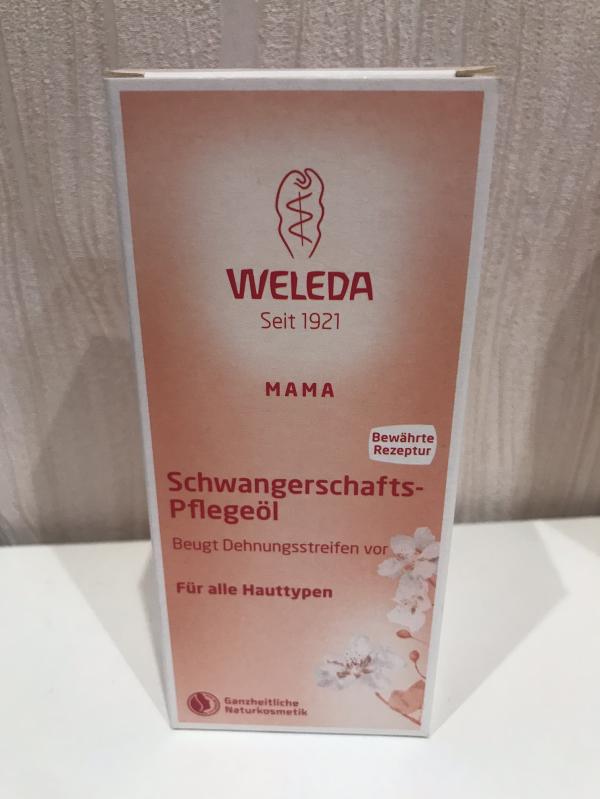 WELEDA
Seit 1921
MAMA
Bewährte
Rezeptur
Schwangerschafts-
Pflegeöl
Beugt Dehnungsstreifen vor
Für alle Hauttypen
Ganzheitliche
Naturkosmetik